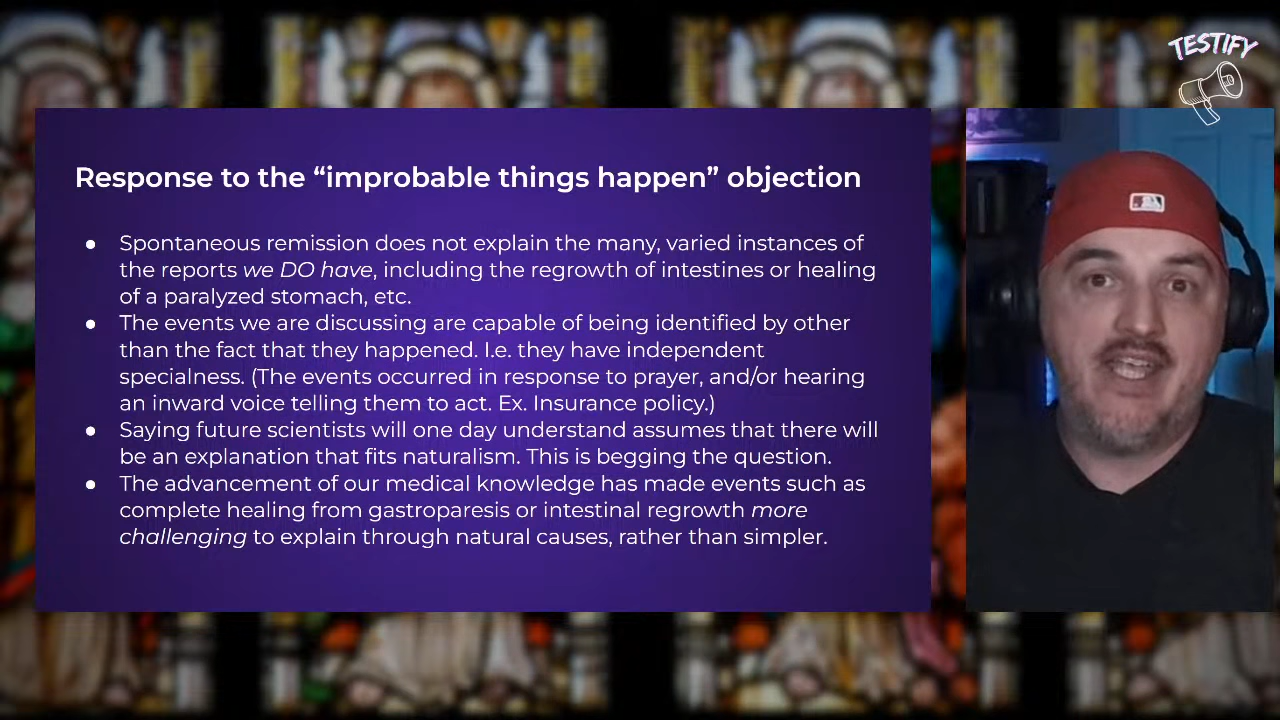 TESTIFY
Response to the “improbable things happen” objection
● Spontaneous remission does not explain the many, varied instances of
the reports we DO have, including the regrowth of intestines or healing
of a paralyzed stomach, etc.
● The events we are discussing are capable of being identified by other
than the fact that they happened. I.e. they have independent
specialness. (The events occurred in response to prayer, and/or hearing
an inward voice telling them to act. Ex. Insurance policy.)
● Saying future scientists will one day understand assumes that there will
be an explanation that fits naturalism. This is begging the question.
● The advancement of our medical knowledge has made events such as
complete healing from gastroparesis or intestinal regrowth more
challenging to explain through natural causes, rather than simpler.